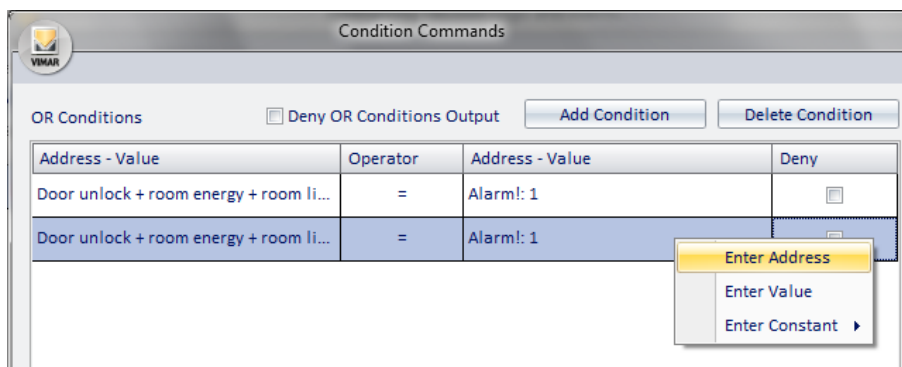 Condition Commands
VIMAR
OR Conditions Deny OR Conditions Output Add Condition Delete Condition
Address - Value Operator Address - Value Deny
Door unlock + room energy + room li... = Alarm!: 1
Door unlock + room energy + room li... = Alarm!: 1
Enter Address
Enter Value
Enter Constant